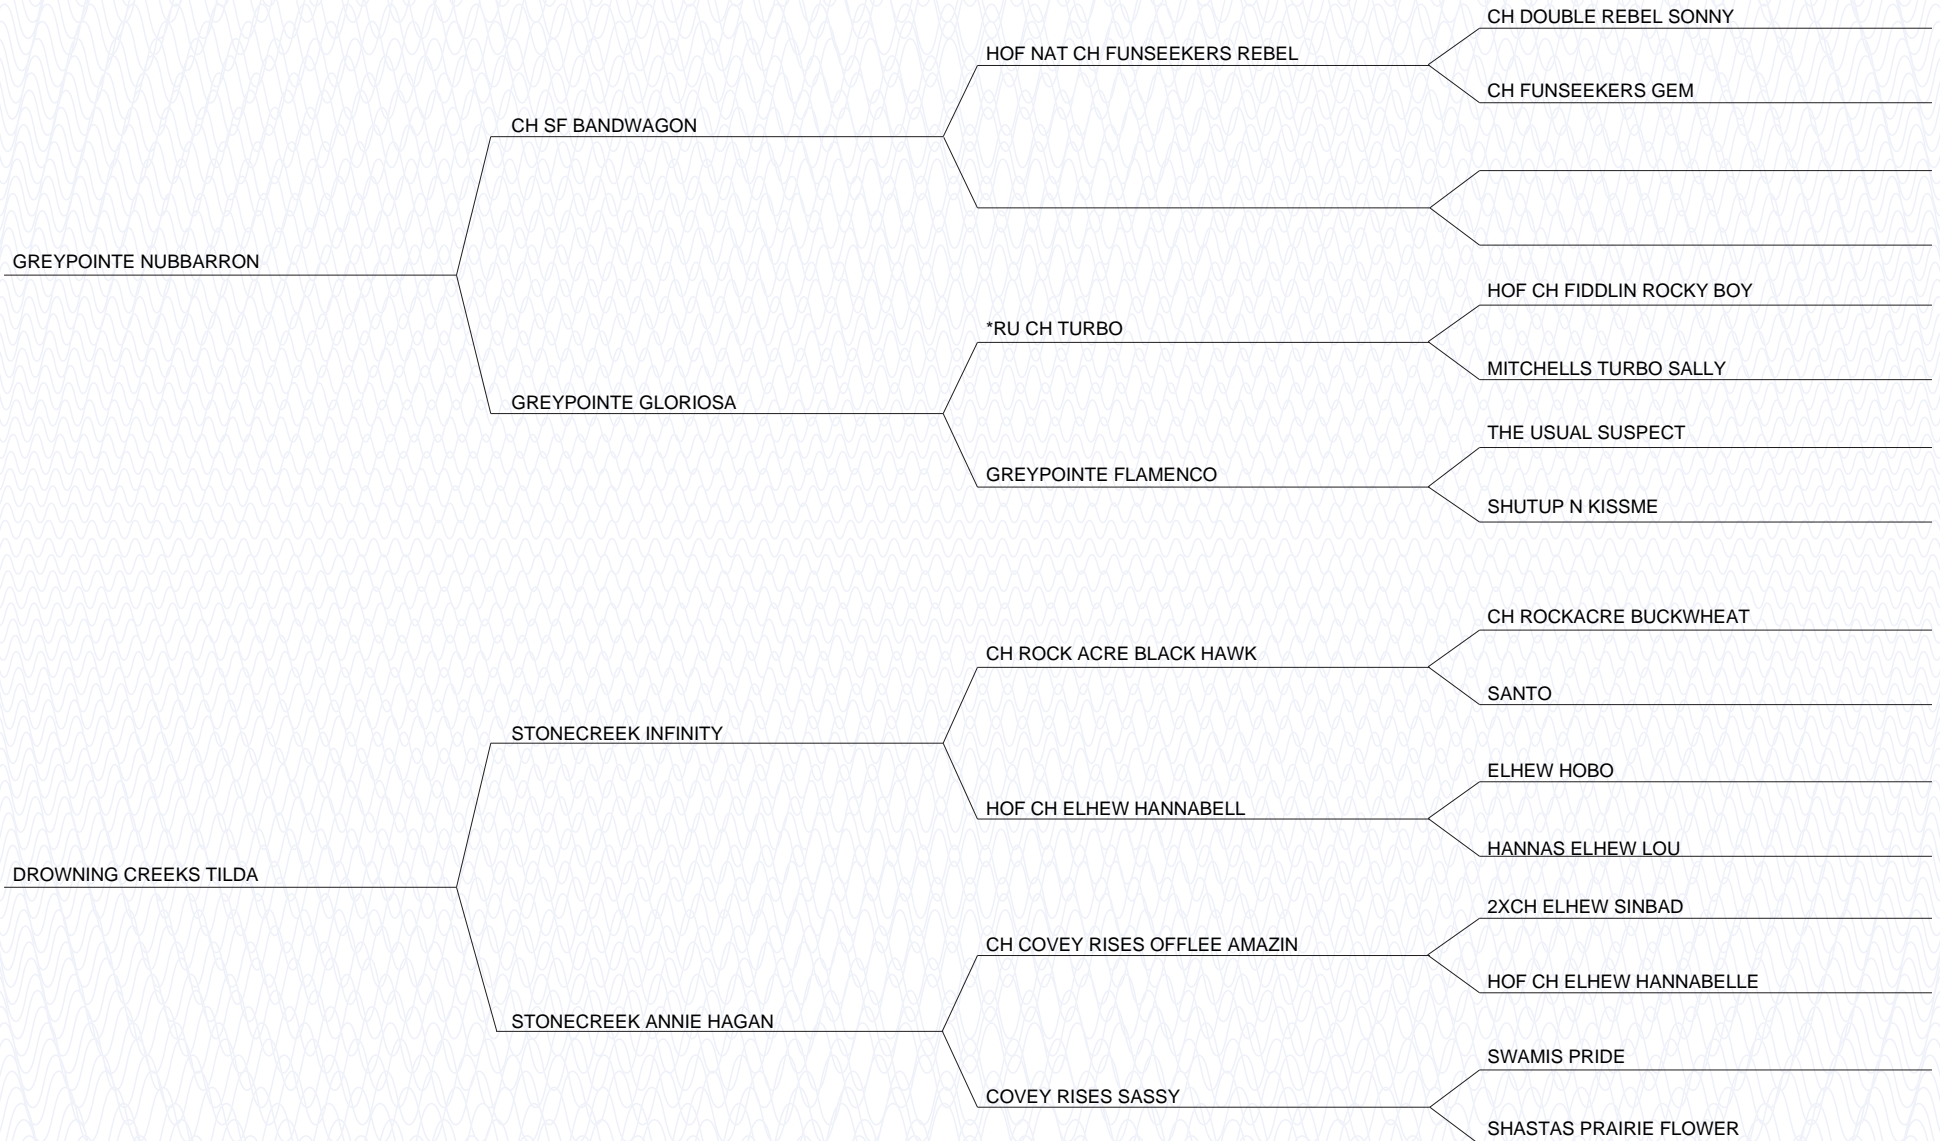 CH DOUBLE REBEL SONNY
HOF NAT CH FUNSEEKERS REBEL
CH FUNSEEKERS GEM
CH SF BANDWAGON
GREYPOINTE NUBBARRON
HOF CH FIDDLIN ROCKY BOY
*RU CH TURBO
MITCHELLS TURBO SALLY
GREYPOINTE GLORIOSA
THE USUAL SUSPECT
GREYPOINTE FLAMENCO
SHUTUP N KISSME
CH ROCKACRE BUCKWHEAT
CH ROCK ACRE BLACK HAWK
SANTO
STONECREEK INFINITY
ELHEW HOBO
HOF CH ELHEW HANNABELL
HANNAS ELHEW LOU
DROWNING CREEKS TILDA
2XCH ELHEW SINBAD
CH COVEY RISES OFFLEE AMAZIN
HOF CH ELHEW HANNABELLE
STONECREEK ANNIE HAGAN
SWAMIS PRIDE
COVEY RISES SASSY
SHASTAS PRAIRIE FLOWER